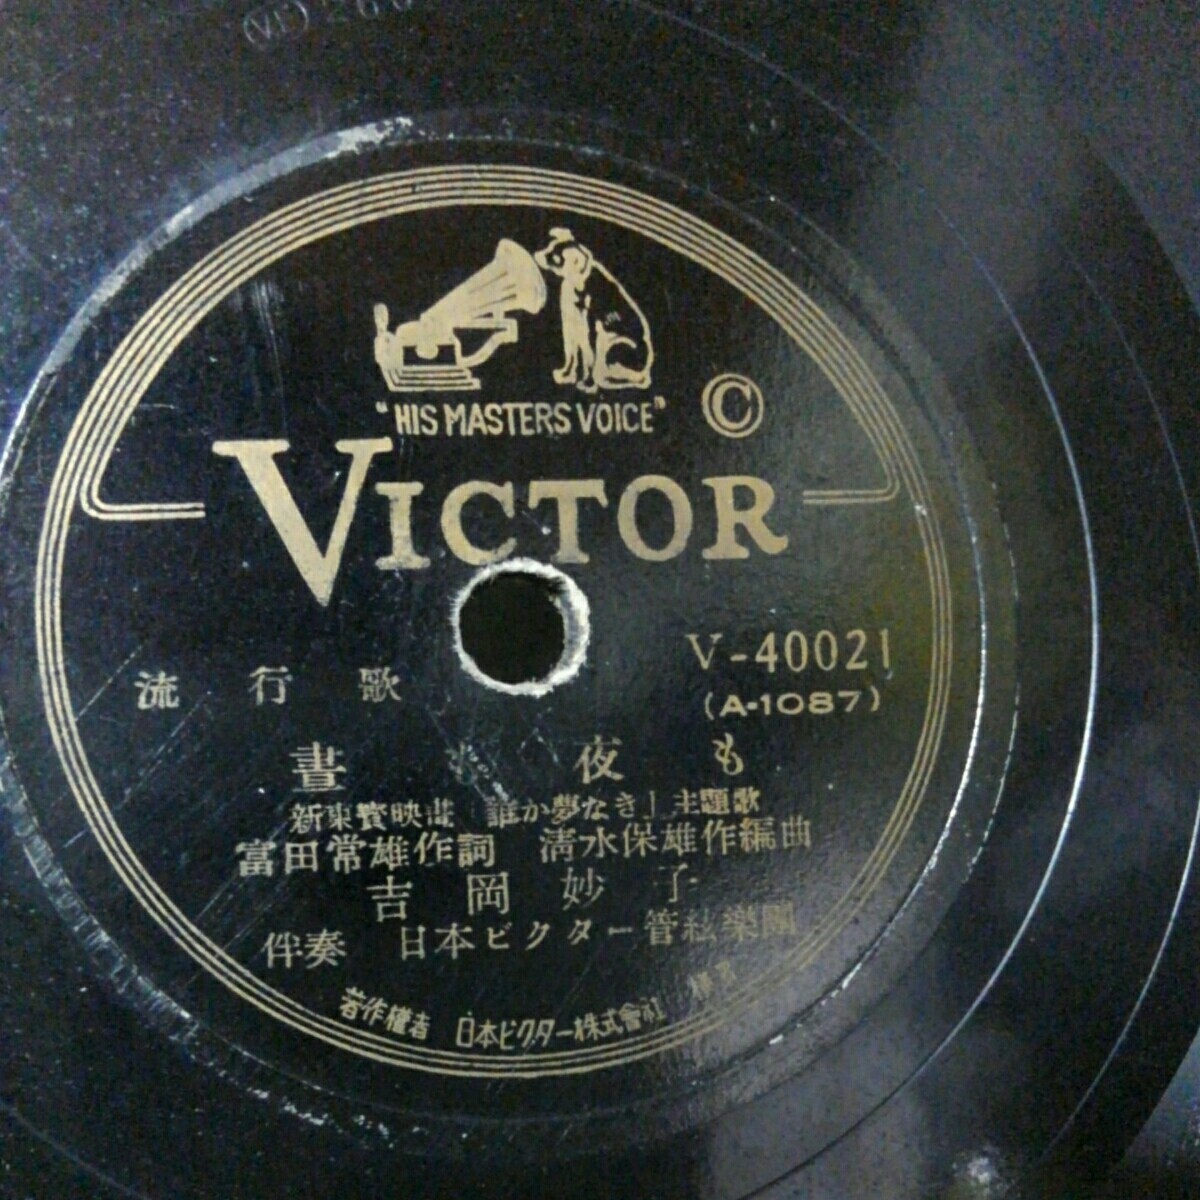 "HIS MASTERS VOICE" ©
VICTOR
V-40021
(A-1087)
流行歌
晝も夜も
新東寶映畫「誰か夢なき」主題歌
富田常雄作詞 清水保雄作編曲
吉岡妙子
伴奏 日本ビクター管絃樂團
著作權者 日本ビクター株式會社